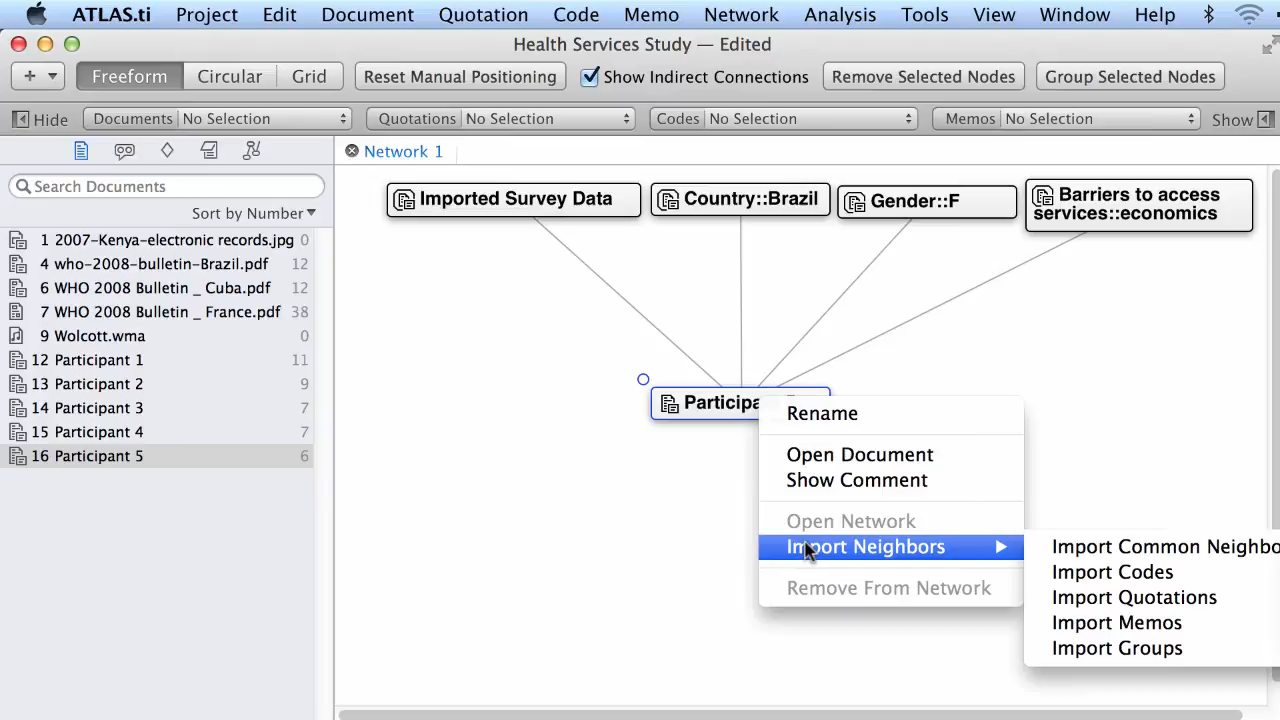 ATLAS.ti Project Edit Document Quotation Code Memo Network Analysis Tools View Window Help
Health Services Study — Edited
+ Freeform Circular Grid Reset Manual Positioning Show Indirect Connections Remove Selected Nodes Group Selected Nodes
Hide Documents No Selection Quotations No Selection Codes No Selection Memos No Selection Show
Network 1
Search Documents
Sort by Number
1 2007-Kenya-electronic records.jpg 0
4 who-2008-bulletin-Brazil.pdf 12
6 WHO 2008 Bulletin _ Cuba.pdf 12
7 WHO 2008 Bulletin _ France.pdf 38
9 Wolcott.wma 0
12 Participant 1 11
13 Participant 2 9
14 Participant 3 7
15 Participant 4 7
16 Participant 5 6
Imported Survey Data
Country::Brazil
Gender::F
Barriers to access
services::economics
Participa
Rename
Open Document
Show Comment
Open Network
Import Neighbors
Remove From Network
Import Common Neighbo
Import Codes
Import Quotations
Import Memos
Import Groups